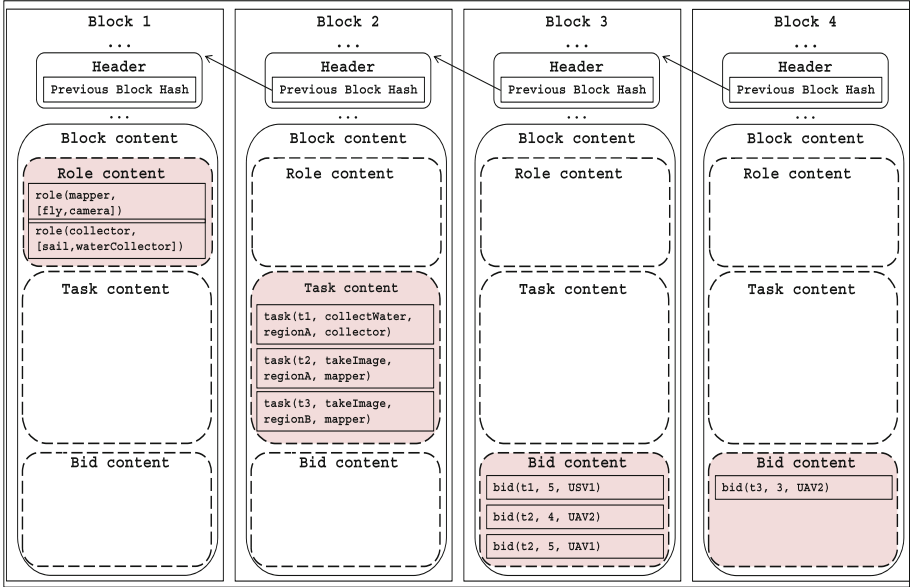 Block 1
...
Header
Previous Block Hash
...
Block content
Role content
role(mapper,
[fly,camera])
role(collector,
[sail,waterCollector])
Task content
Bid content
Block 2
...
Header
Previous Block Hash
...
Block content
Role content
Task content
task(t1, collectWater,
regionA, collector)
task(t2, takeImage,
regionA, mapper)
task(t3, takeImage,
regionB, mapper)
Bid content
Block 3
...
Header
Previous Block Hash
...
Block content
Role content
Task content
Bid content
bid(t1, 5, USV1)
bid(t2, 4, UAV2)
bid(t2, 5, UAV1)
Block 4
...
Header
Previous Block Hash
...
Block content
Role content
Task content
Bid content
bid(t3, 3, UAV2)